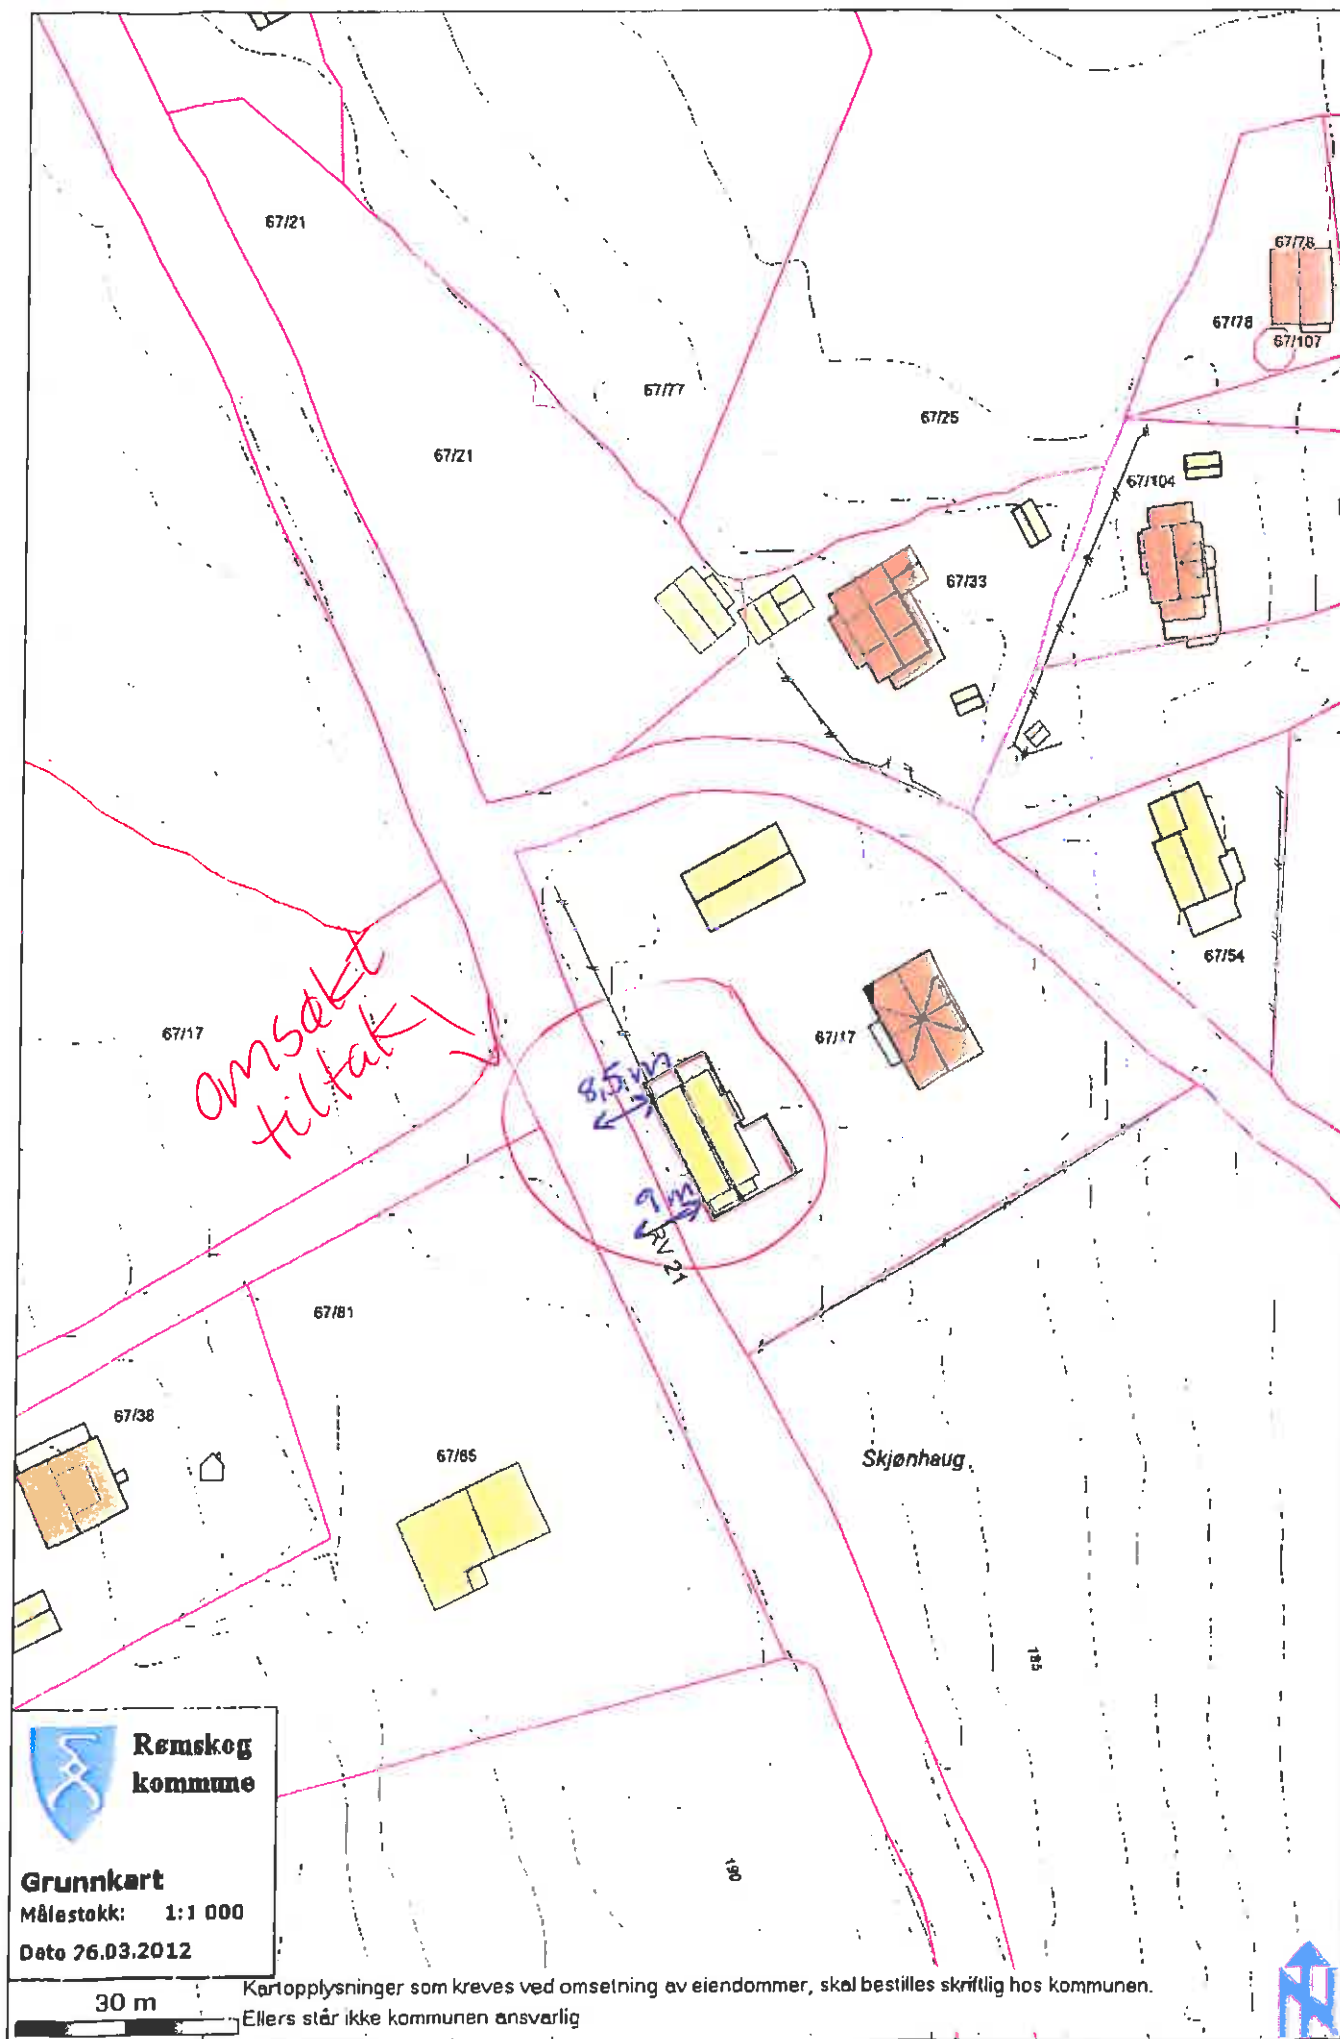 67/21
67/78
67/78
67/107
67/77
67/25
67/21
67/104
67/33
67/54
67/17
omsøkt
tiltak
67/17
8,5 m
9 m
RV 21
67/81
67/38
67/65
Skjønhaug
185
190
Rømskog
kommune
Grunnkart
Målestokk: 1:1 000
Dato 26.03.2012
Kartopplysninger som kreves ved omsetning av eiendommer, skal bestilles skriftlig hos kommunen.
30 m
Ellers står ikke kommunen ansvarlig
N